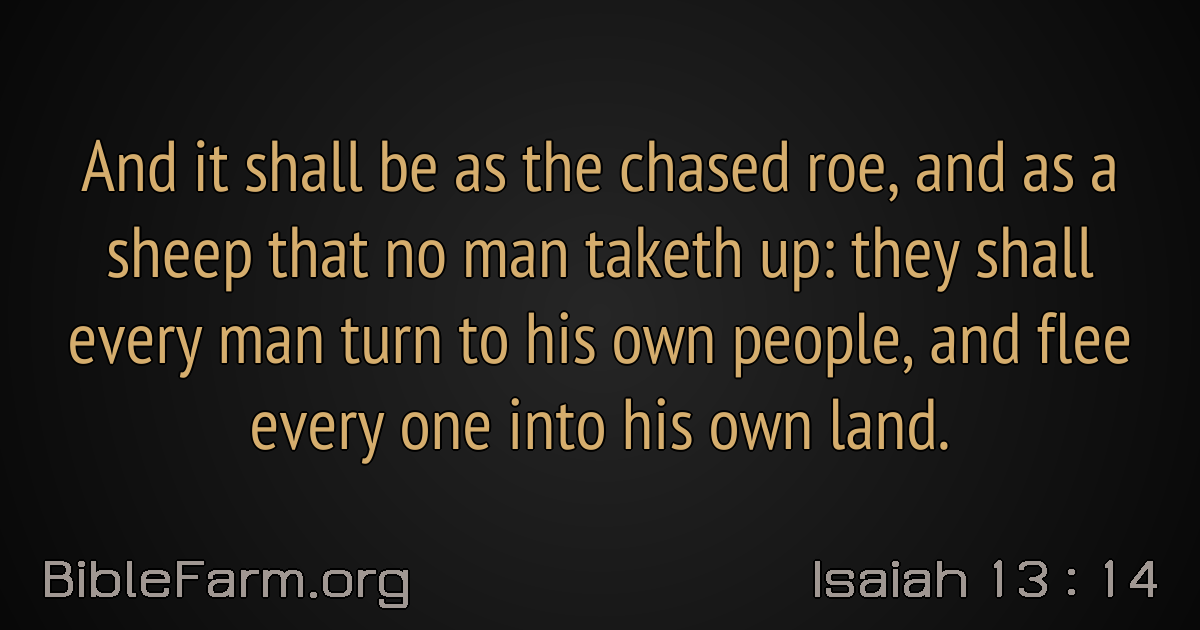 And it shall be as the chased roe, and as a
sheep that no man taketh up: they shall
every man turn to his own people, and flee
every one into his own land.
BibleFarm.org
Isaiah 13 : 14